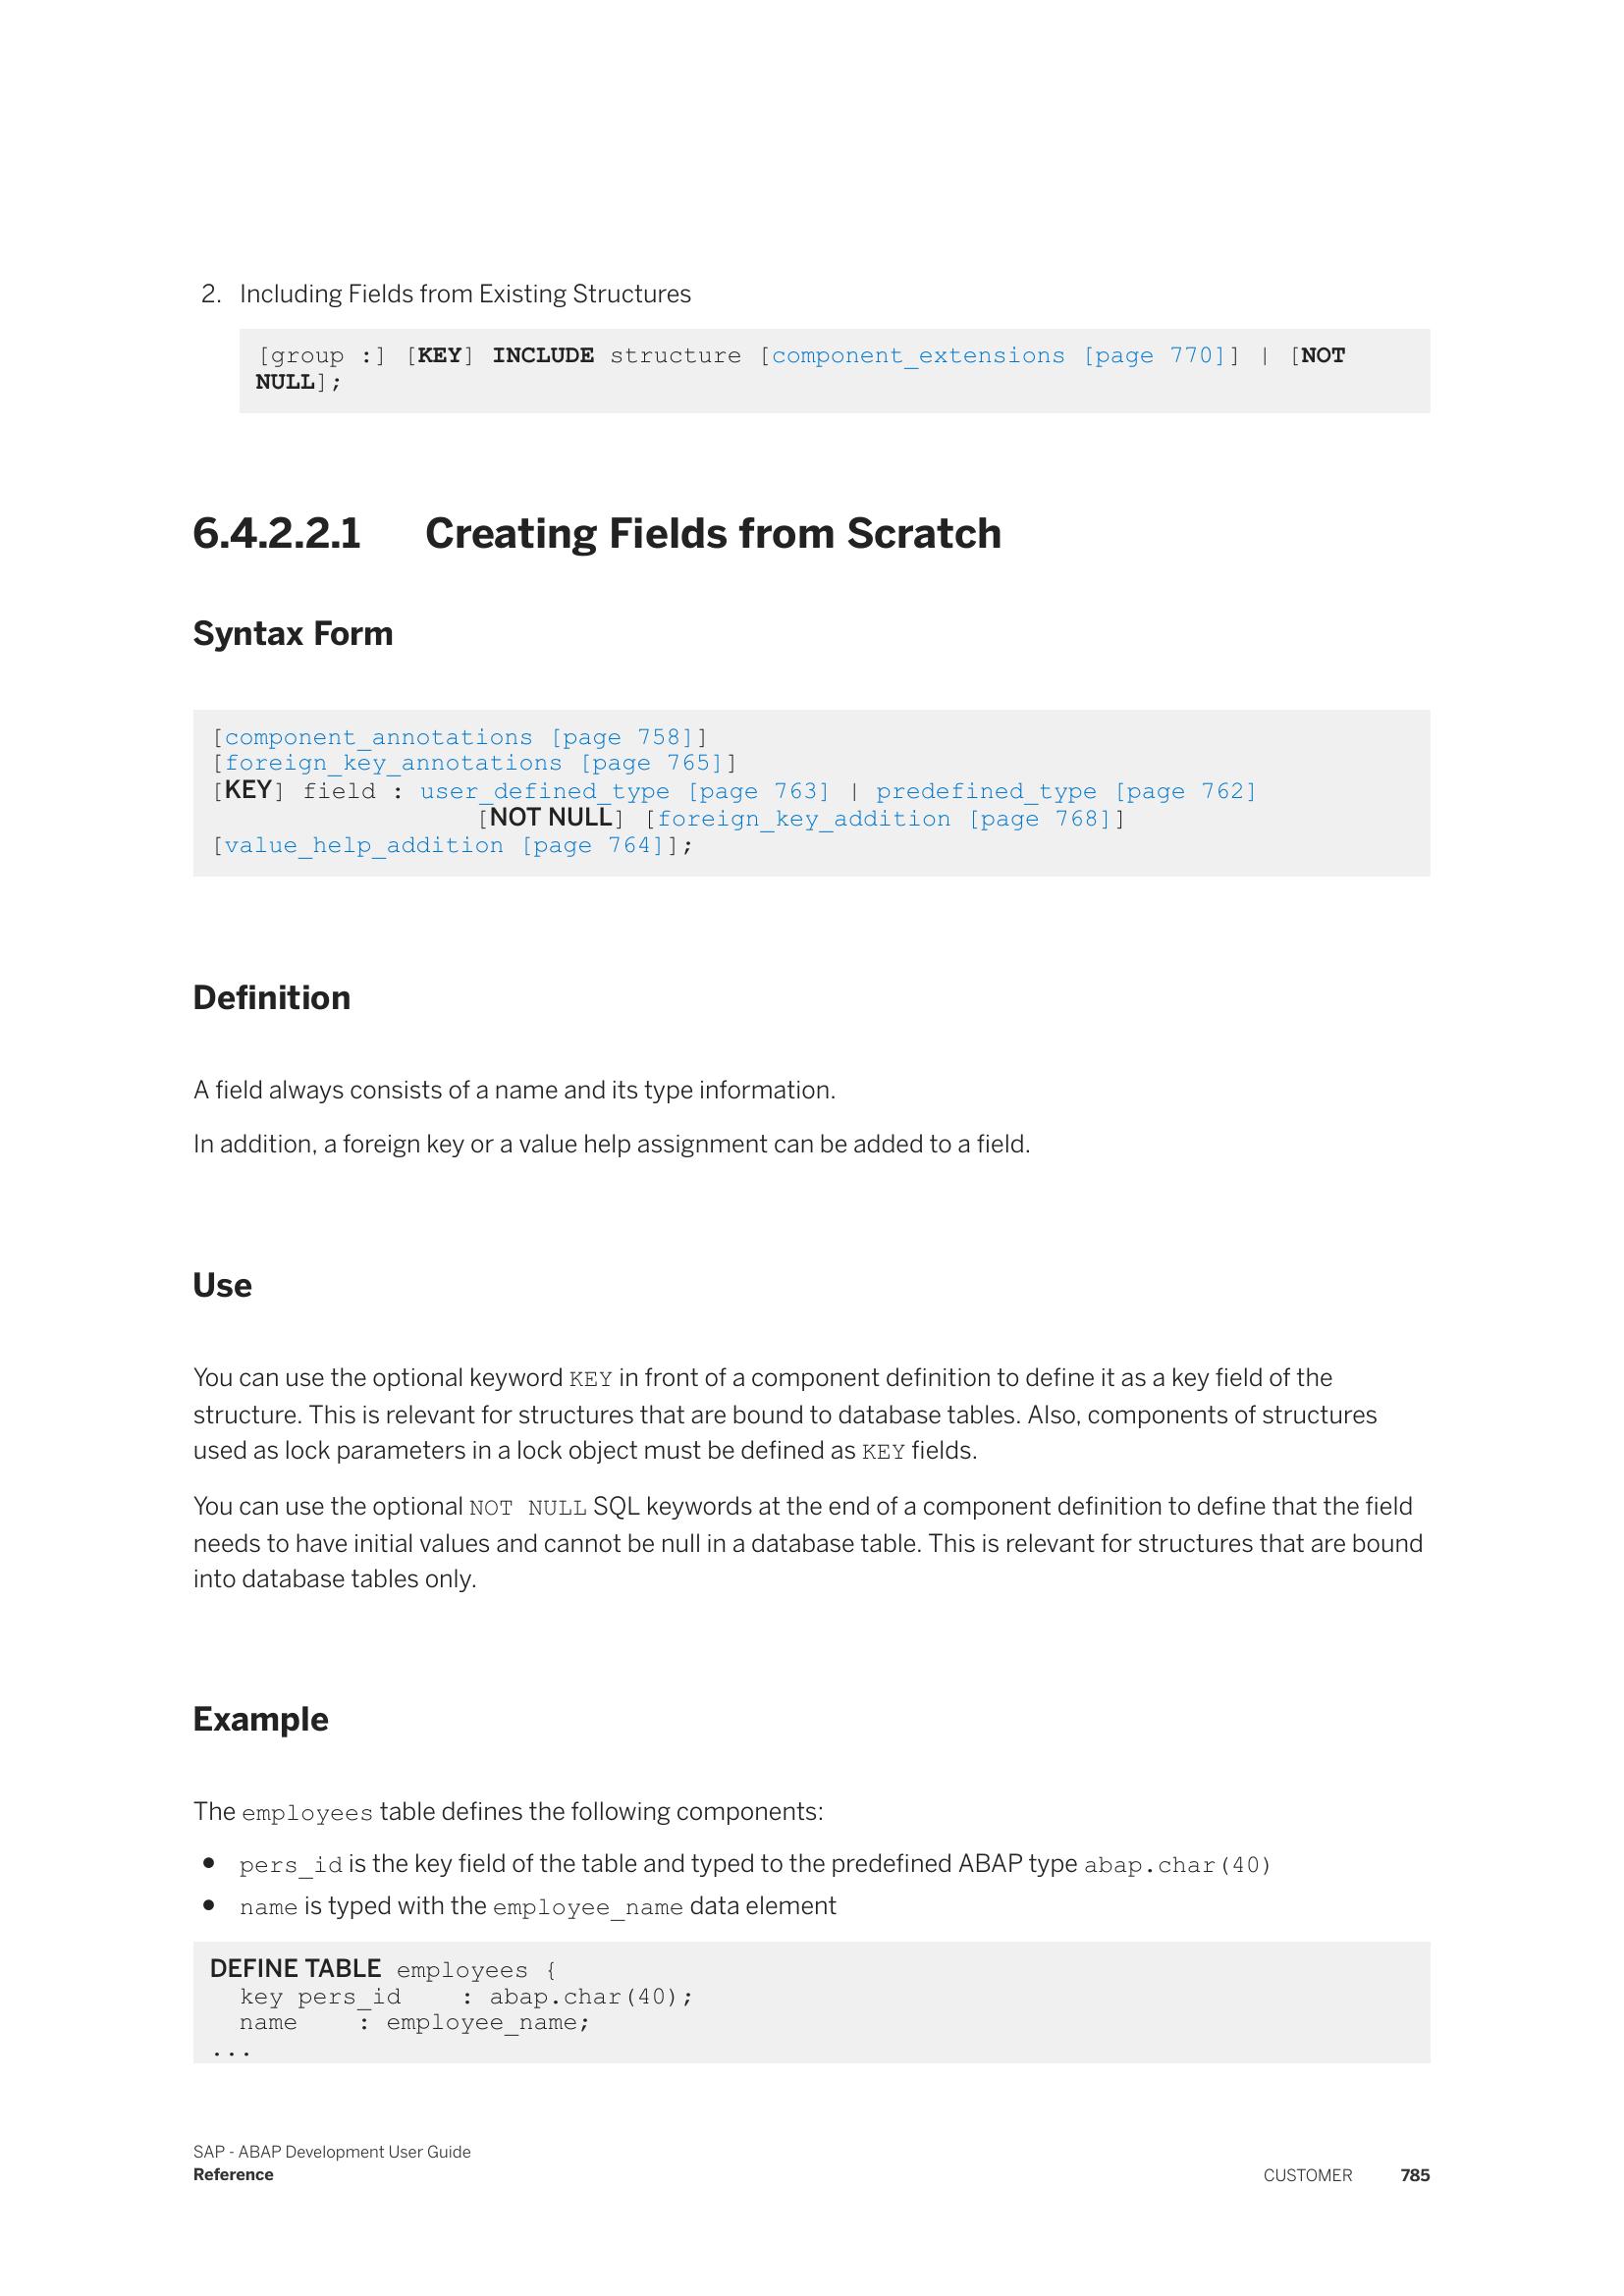 2. Including Fields from Existing Structures
[group :] [KEY] INCLUDE structure [component_extensions [page 770]] | [NOT
NULL];
6.4.2.2.1 Creating Fields from Scratch
Syntax Form
[component_annotations [page 758]]
[foreign_key_annotations [page 765]]
[KEY] field : user_defined_type [page 763] | predefined_type [page 762]
[NOT NULL] [foreign_key_addition [page 768]]
[value_help_addition [page 764]];
Definition
A field always consists of a name and its type information.
In addition, a foreign key or a value help assignment can be added to a field.
Use
You can use the optional keyword KEY in front of a component definition to define it as a key field of the
structure. This is relevant for structures that are bound to database tables. Also, components of structures
used as lock parameters in a lock object must be defined as KEY fields.
You can use the optional NOT NULL SQL keywords at the end of a component definition to define that the field
needs to have initial values and cannot be null in a database table. This is relevant for structures that are bound
into database tables only.
Example
The employees table defines the following components:
● pers_id is the key field of the table and typed to the predefined ABAP type abap.char(40)
● name is typed with the employee_name data element
DEFINE TABLE employees {
key pers_id : abap.char(40);
name : employee_name;
...
SAP - ABAP Development User Guide
Reference
CUSTOMER 785